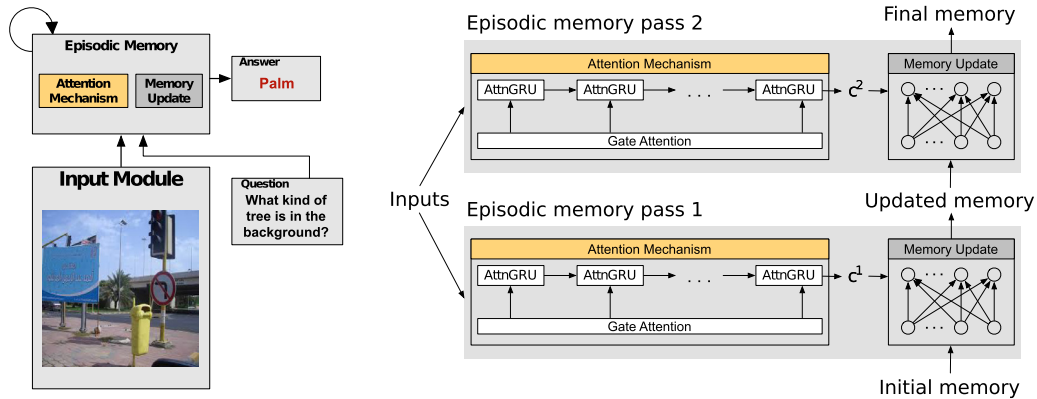 Episodic Memory
Attention
Mechanism
Memory
Update
Answer
Palm
Input Module
Question
What kind of
tree is in the
background?
Episodic memory pass 2
Attention Mechanism
AttnGRU
AttnGRU
. . .
AttnGRU
Gate Attention
c²
Memory Update
...
...
Final memory
Inputs
Updated memory
Episodic memory pass 1
Attention Mechanism
AttnGRU
AttnGRU
. . .
AttnGRU
Gate Attention
c¹
Memory Update
...
...
Initial memory